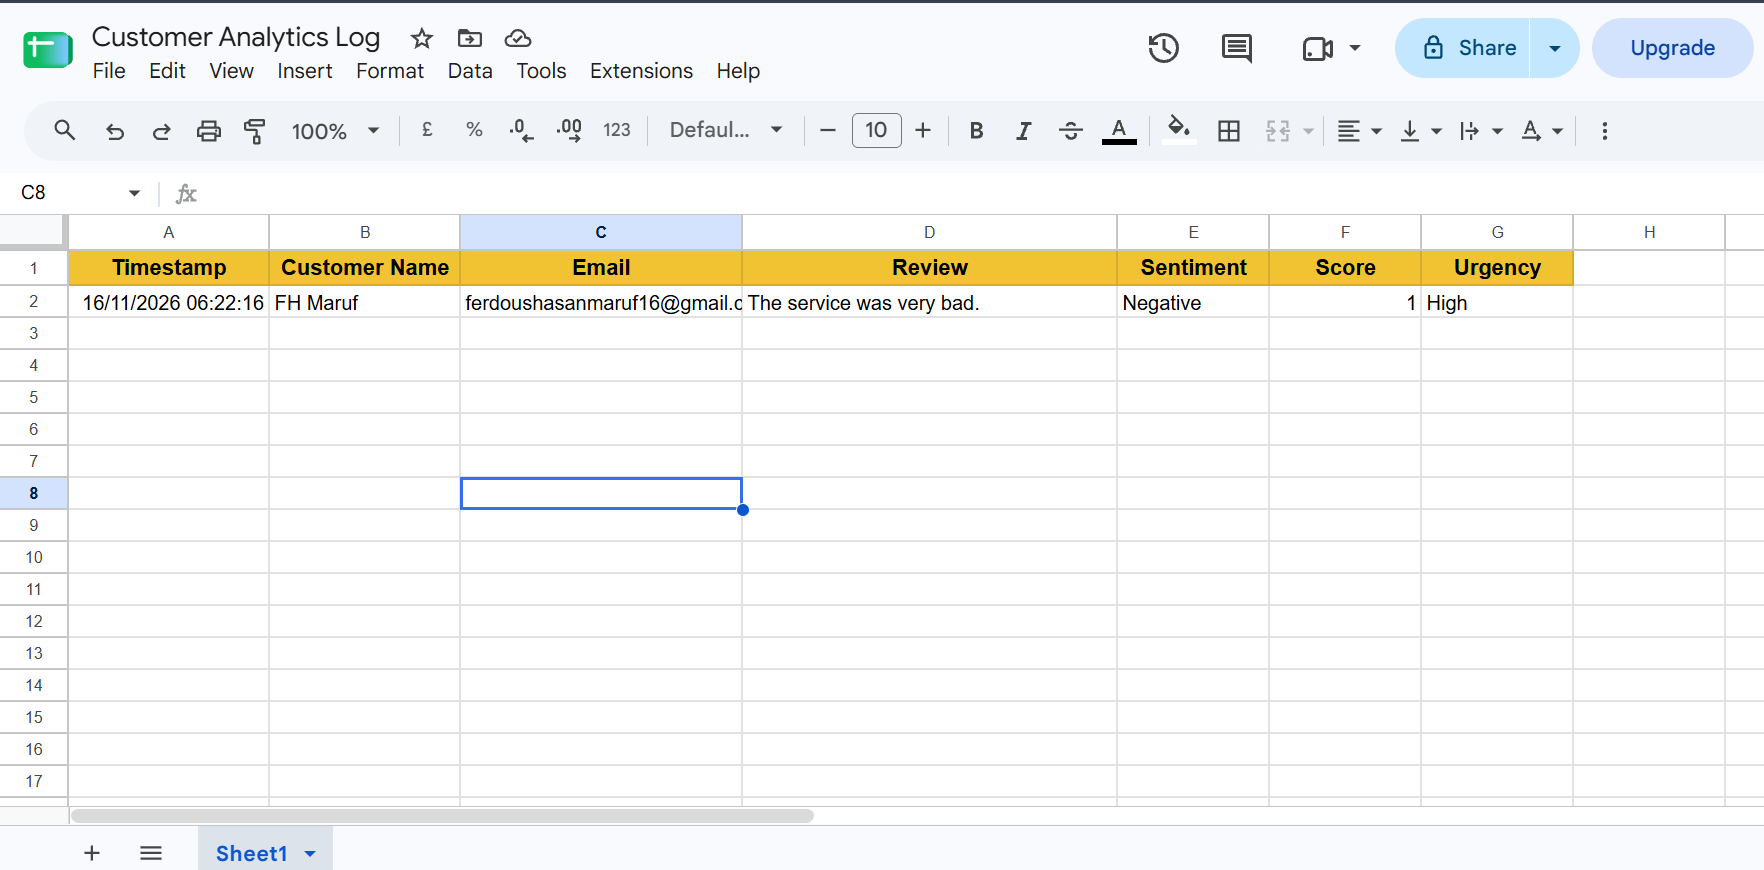 Customer Analytics Log
File Edit View Insert Format Data Tools Extensions Help
Share
Upgrade
100% £ % .0 .00 123 Defaul... 10 B I S A A
C8 fx
A B C D E F G H
1 Timestamp Customer Name Email Review Sentiment Score Urgency
2 16/11/2026 06:22:16 FH Maruf ferdoushasanmaruf16@gmail.c The service was very bad. Negative 1 High
3
4
5
6
7
8
9
10
11
12
13
14
15
16
17
Sheet1